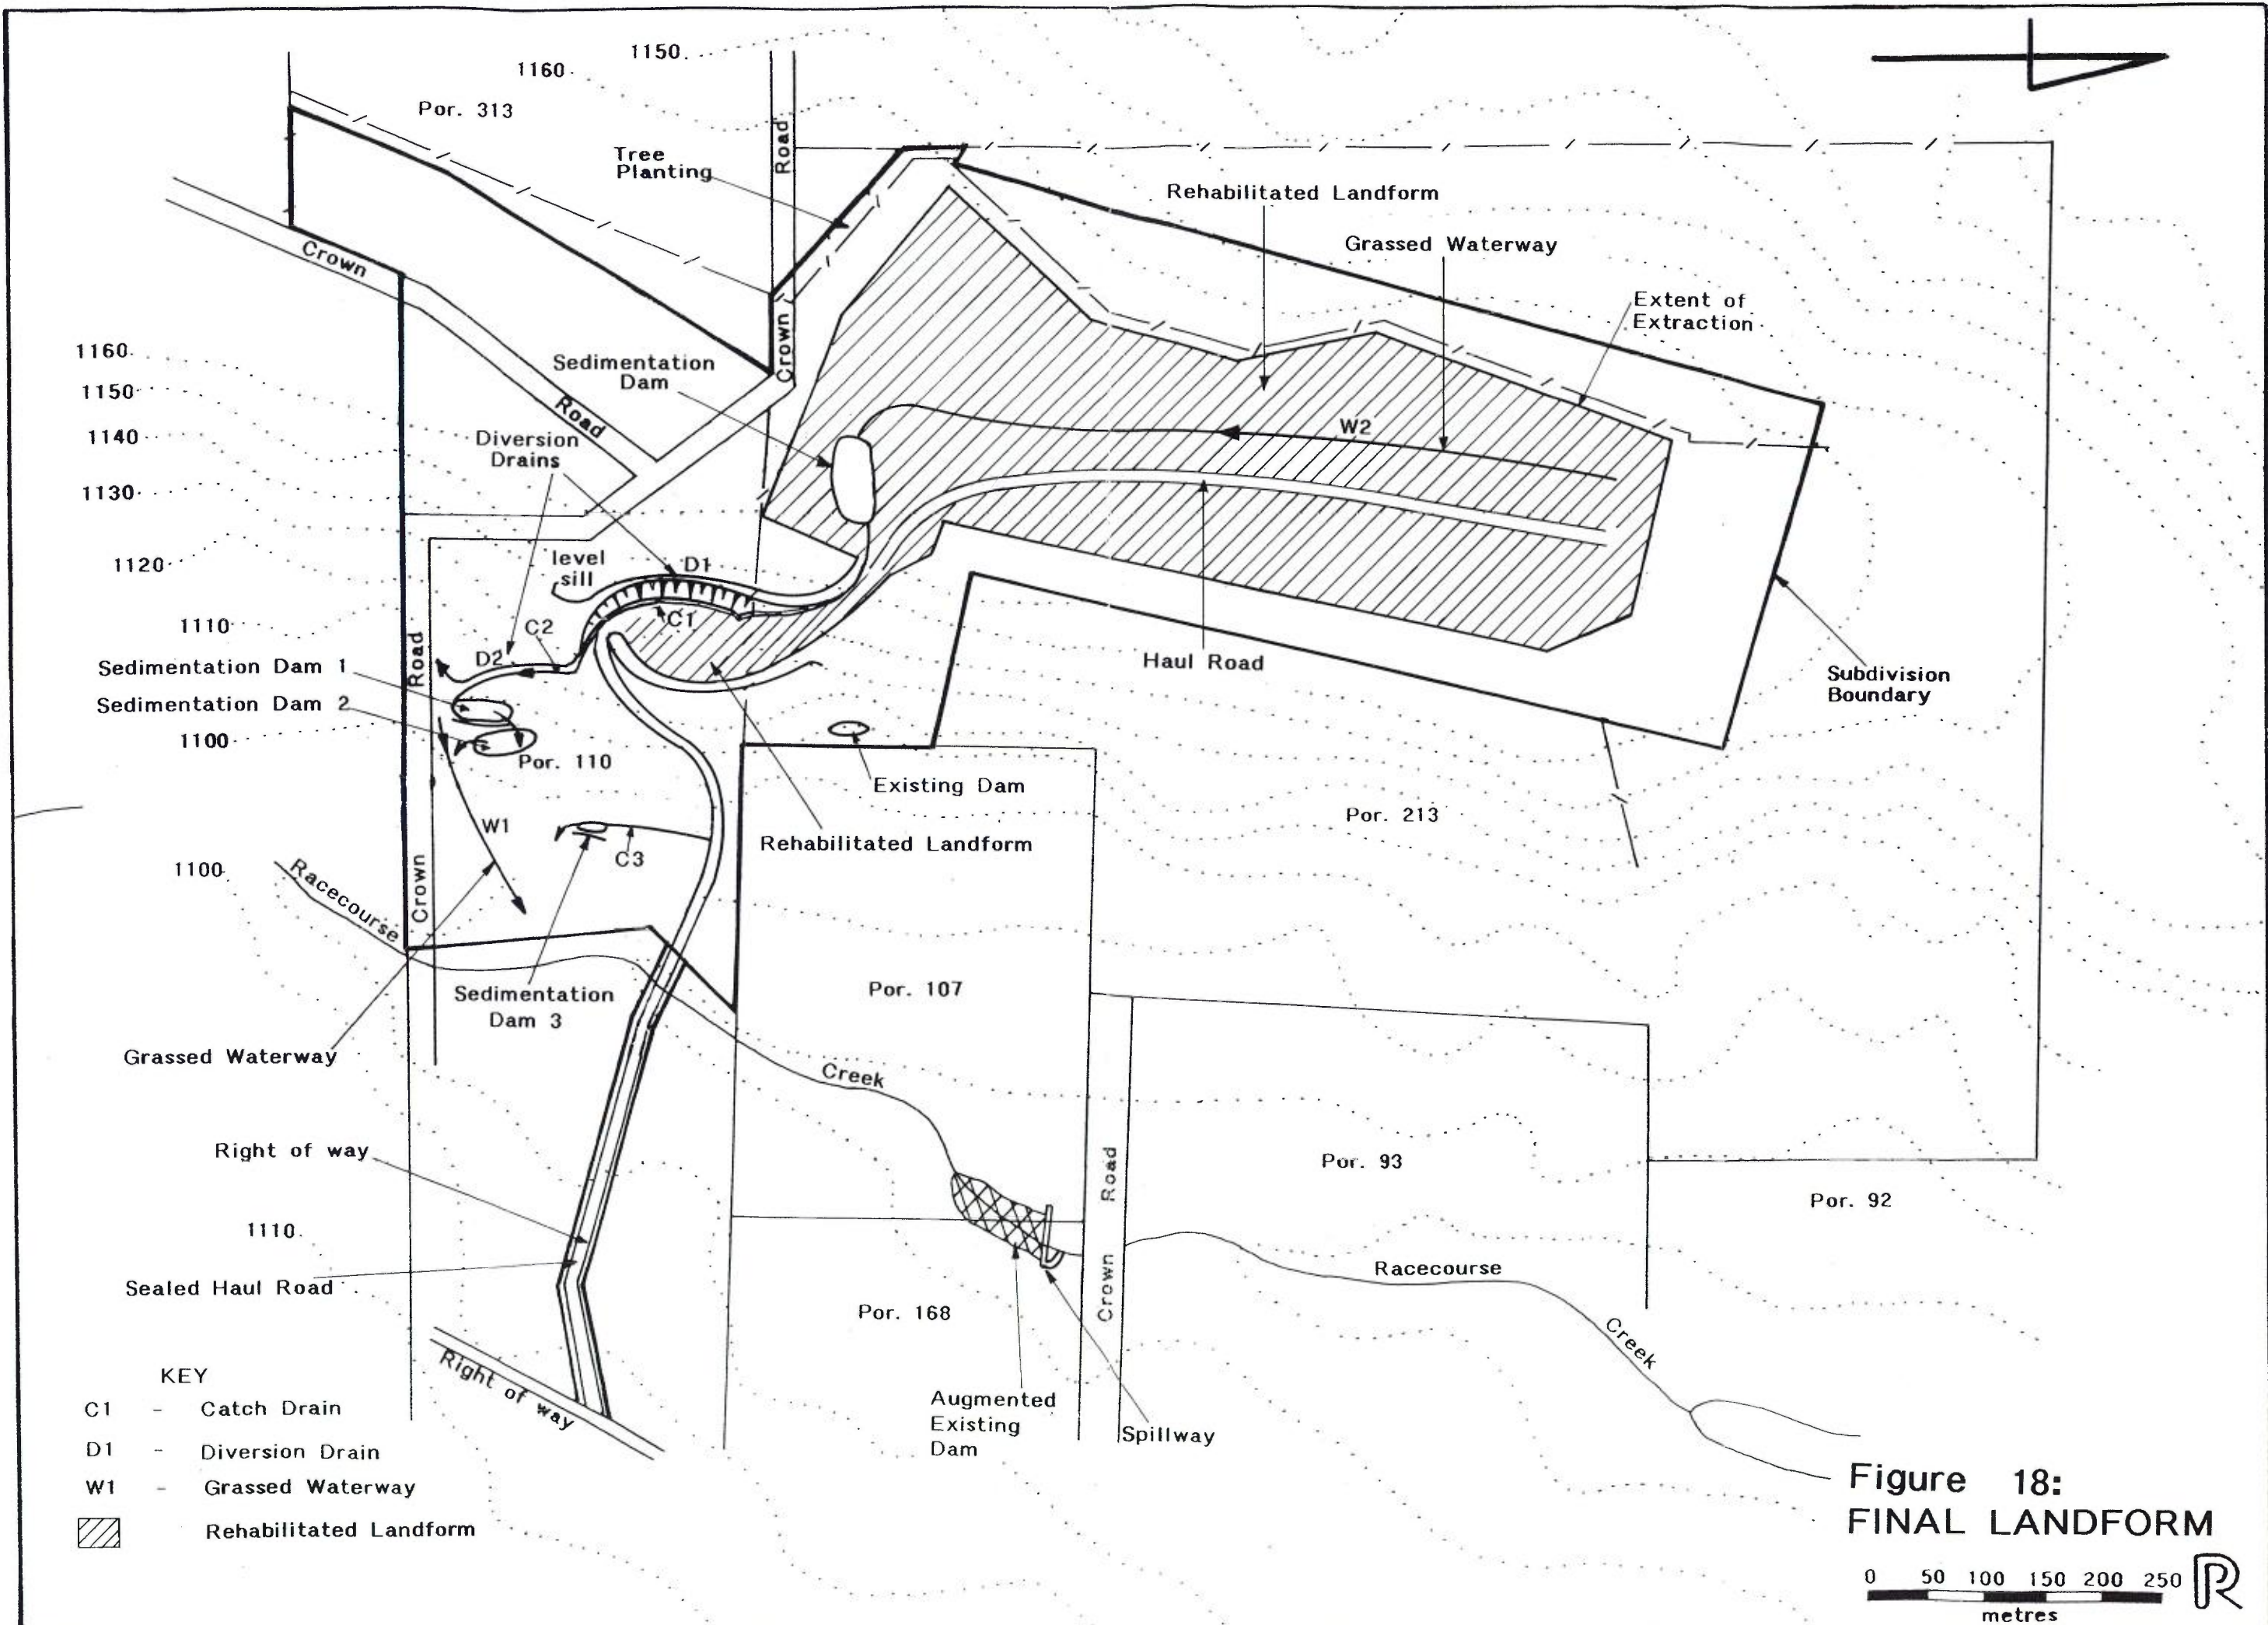 1150
1160
Por. 313
Tree
Planting
Road
Rehabilitated Landform
Grassed Waterway
Crown
Extent of
Extraction
Crown
1160
1150
1140
1130
1120
1110
Sedimentation
Dam
Road
Diversion
Drains
W2
level
sill
D1
C1
C2
D2
Road
Haul Road
Subdivision
Boundary
Sedimentation Dam 1
Sedimentation Dam 2
1100
Por. 110
Existing Dam
Por. 213
W1
C3
Rehabilitated Landform
1100
Racecourse
Crown
Sedimentation
Dam 3
Por. 107
Grassed Waterway
Creek
Right of way
Road
Crown
Por. 93
Por. 92
1110
Sealed Haul Road
Por. 168
Racecourse
Creek
Right of way
Augmented
Existing
Dam
Spillway
KEY
C1 - Catch Drain
D1 - Diversion Drain
W1 - Grassed Waterway
Rehabilitated Landform
Figure 18:
FINAL LANDFORM
0 50 100 150 200 250
metres
R